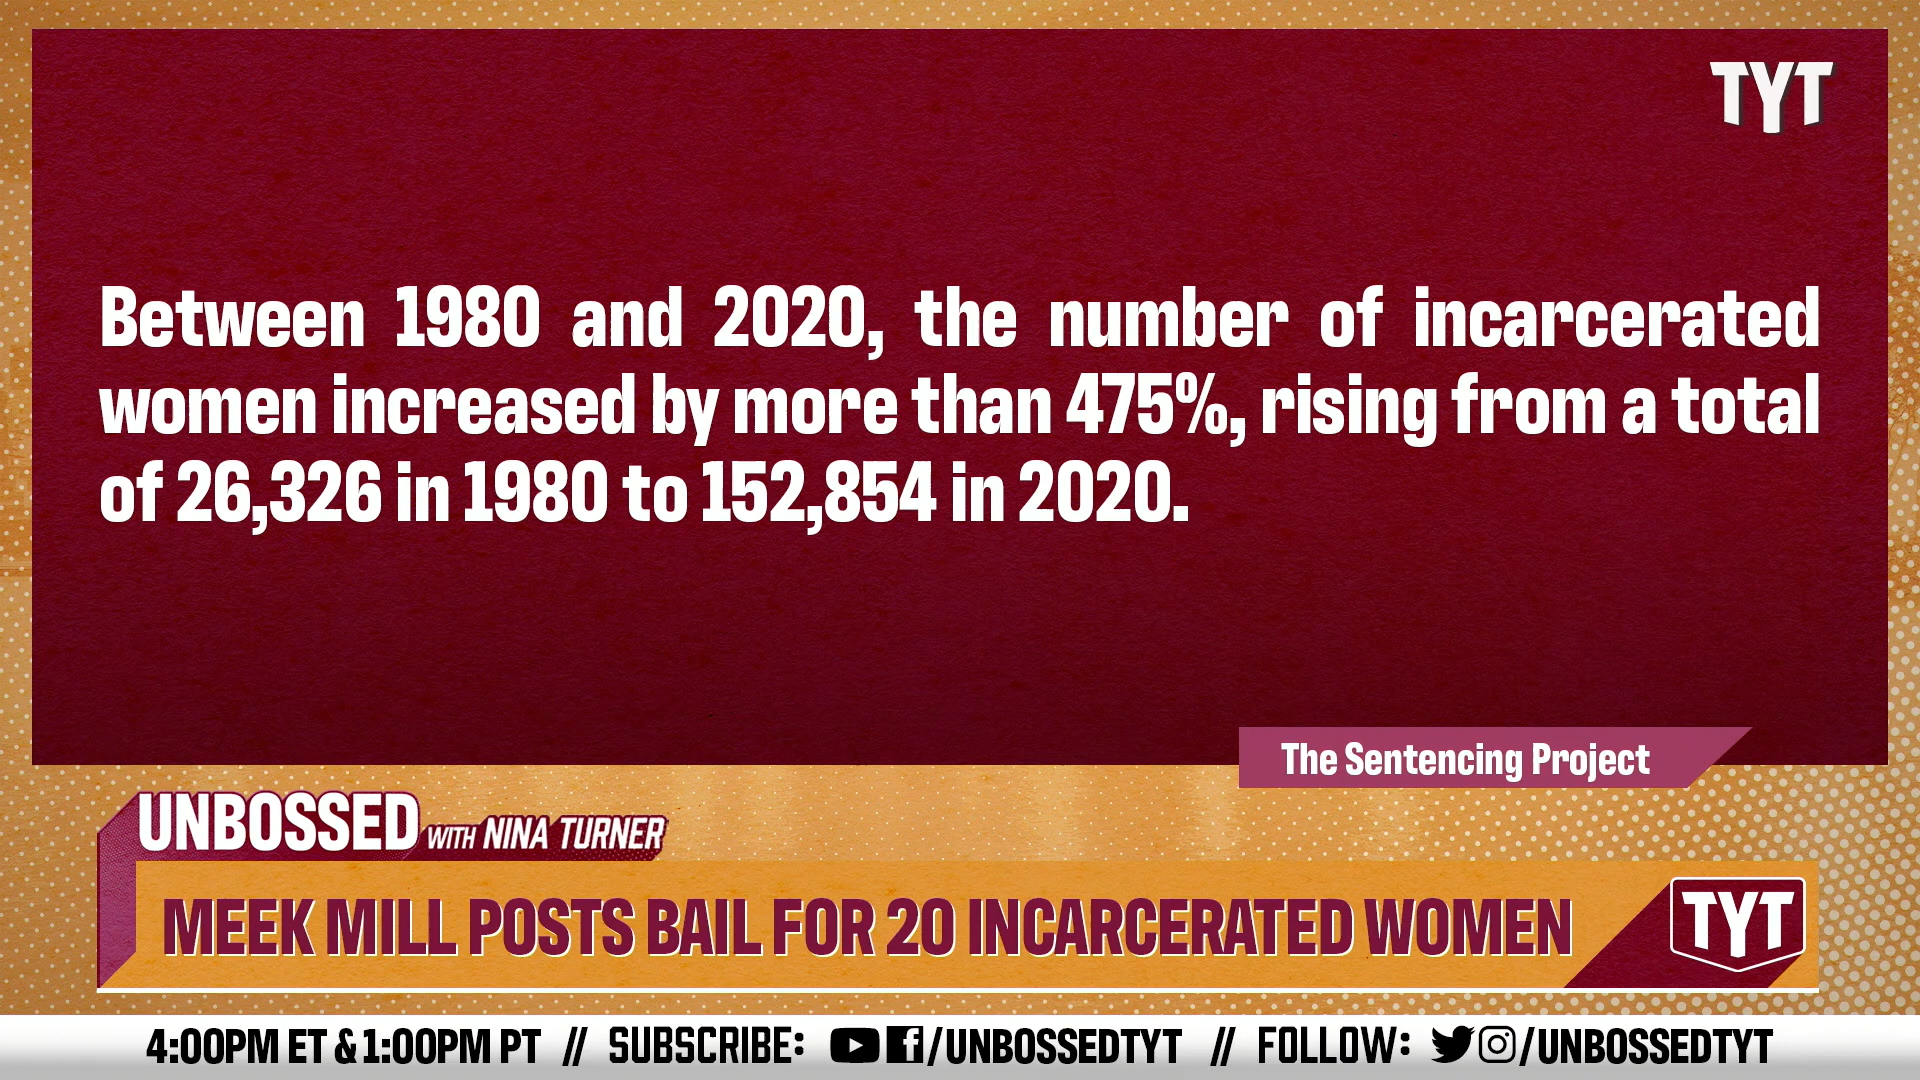 TYT
Between 1980 and 2020, the number of incarcerated
women increased by more than 475%, rising from a total
of 26,326 in 1980 to 152,854 in 2020.
The Sentencing Project
UNBOSSED WITH NINA TURNER
MEEK MILL POSTS BAIL FOR 20 INCARCERATED WOMEN
TYT
4:00PM ET & 1:00PM PT // SUBSCRIBE: /UNBOSSEDTYT // FOLLOW: /UNBOSSEDTYT